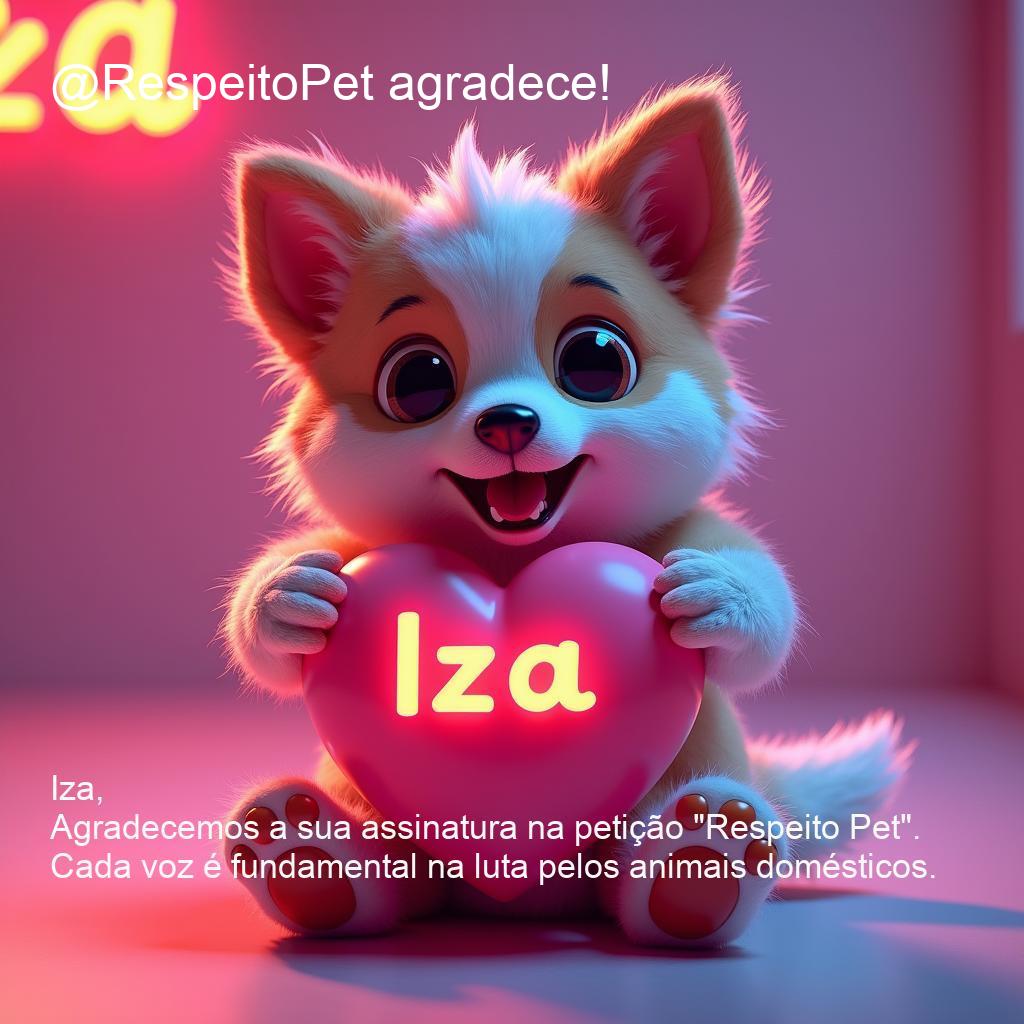 za
@RespeitoPet agradece!
Iza
Iza,
Agradecemos a sua assinatura na petição "Respeito Pet".
Cada voz é fundamental na luta pelos animais domésticos.